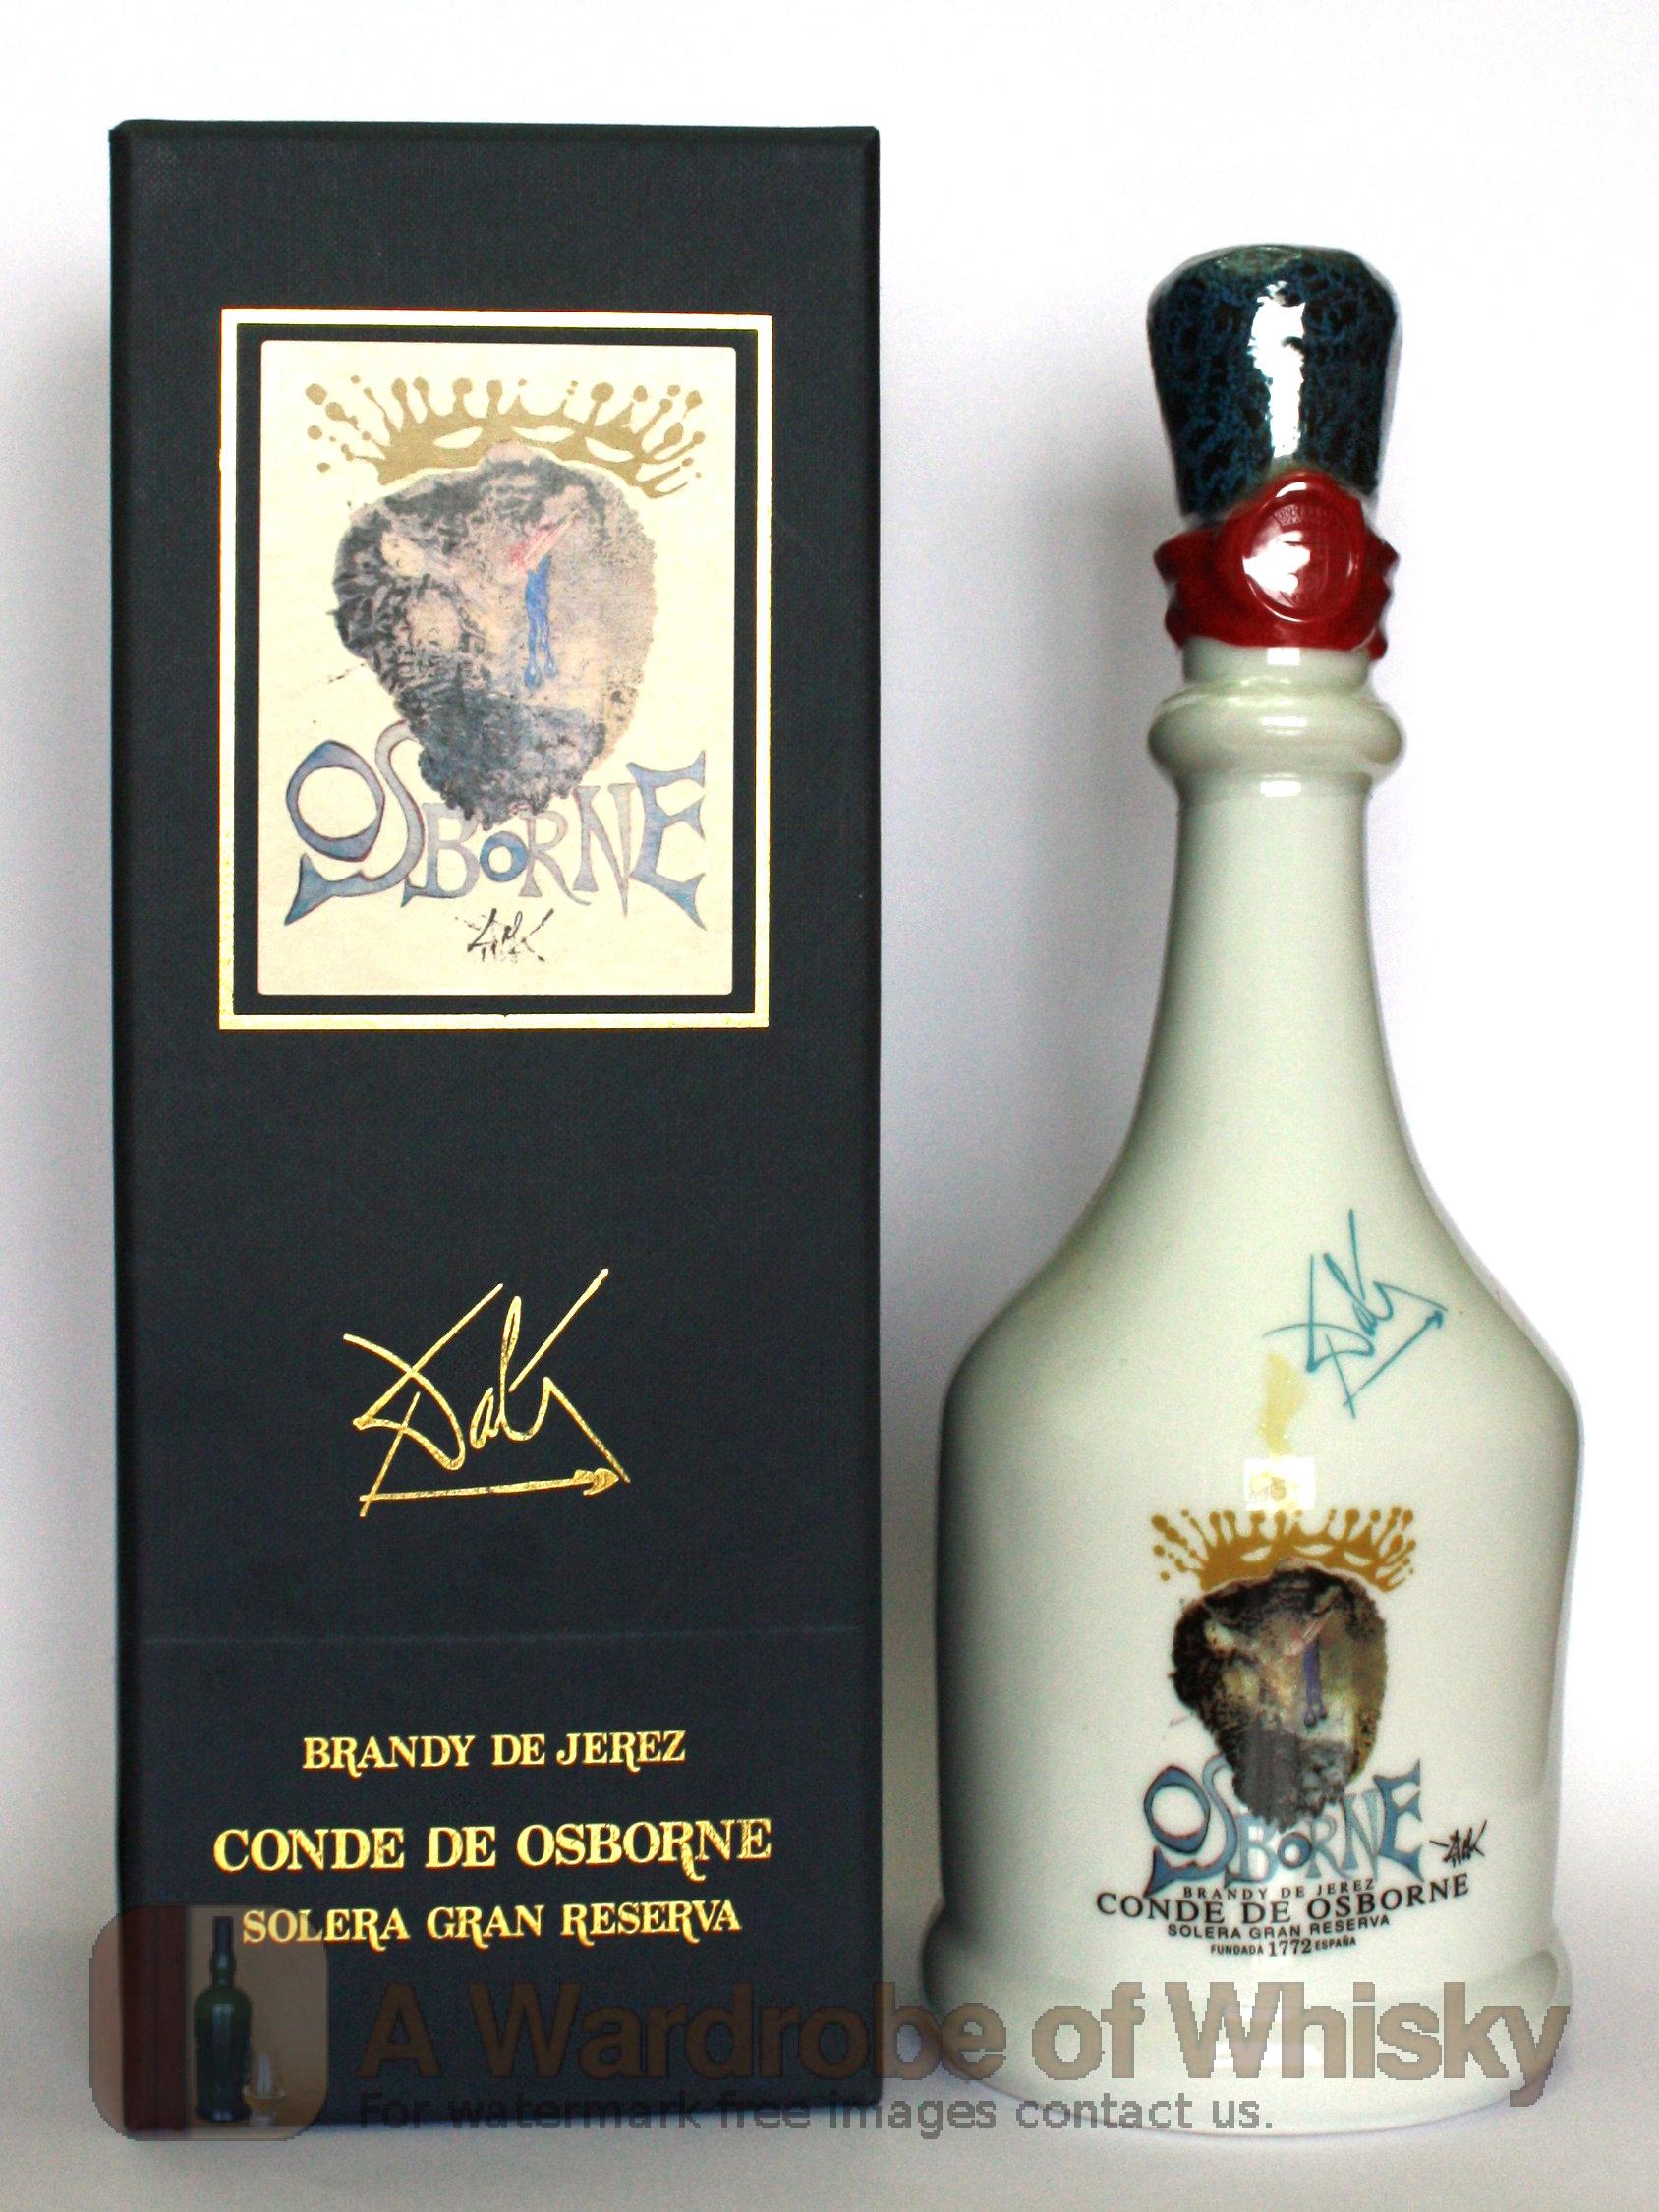 OSBORNE
Dalí
BRANDY DE JEREZ
CONDE DE OSBORNE
SOLERA GRAN RESERVA
Dalí
OSBORNE
BRANDY DE JEREZ
CONDE DE OSBORNE
SOLERA GRAN RESERVA
FUNDADA 1772 ESPAÑA
A Wardrobe of Whisky
For watermark free images contact us.